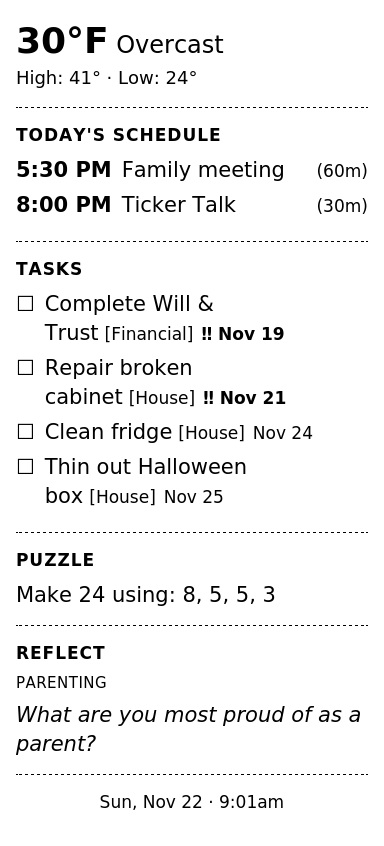 30°F Overcast
High: 41° · Low: 24°
TODAY'S SCHEDULE
5:30 PM Family meeting (60m)
8:00 PM Ticker Talk (30m)
TASKS
☐ Complete Will &
Trust [Financial] ‼ Nov 19
☐ Repair broken
cabinet [House] ‼ Nov 21
☐ Clean fridge [House] Nov 24
☐ Thin out Halloween
box [House] Nov 25
PUZZLE
Make 24 using: 8, 5, 5, 3
REFLECT
PARENTING
What are you most proud of as a
parent?
Sun, Nov 22 · 9:01am